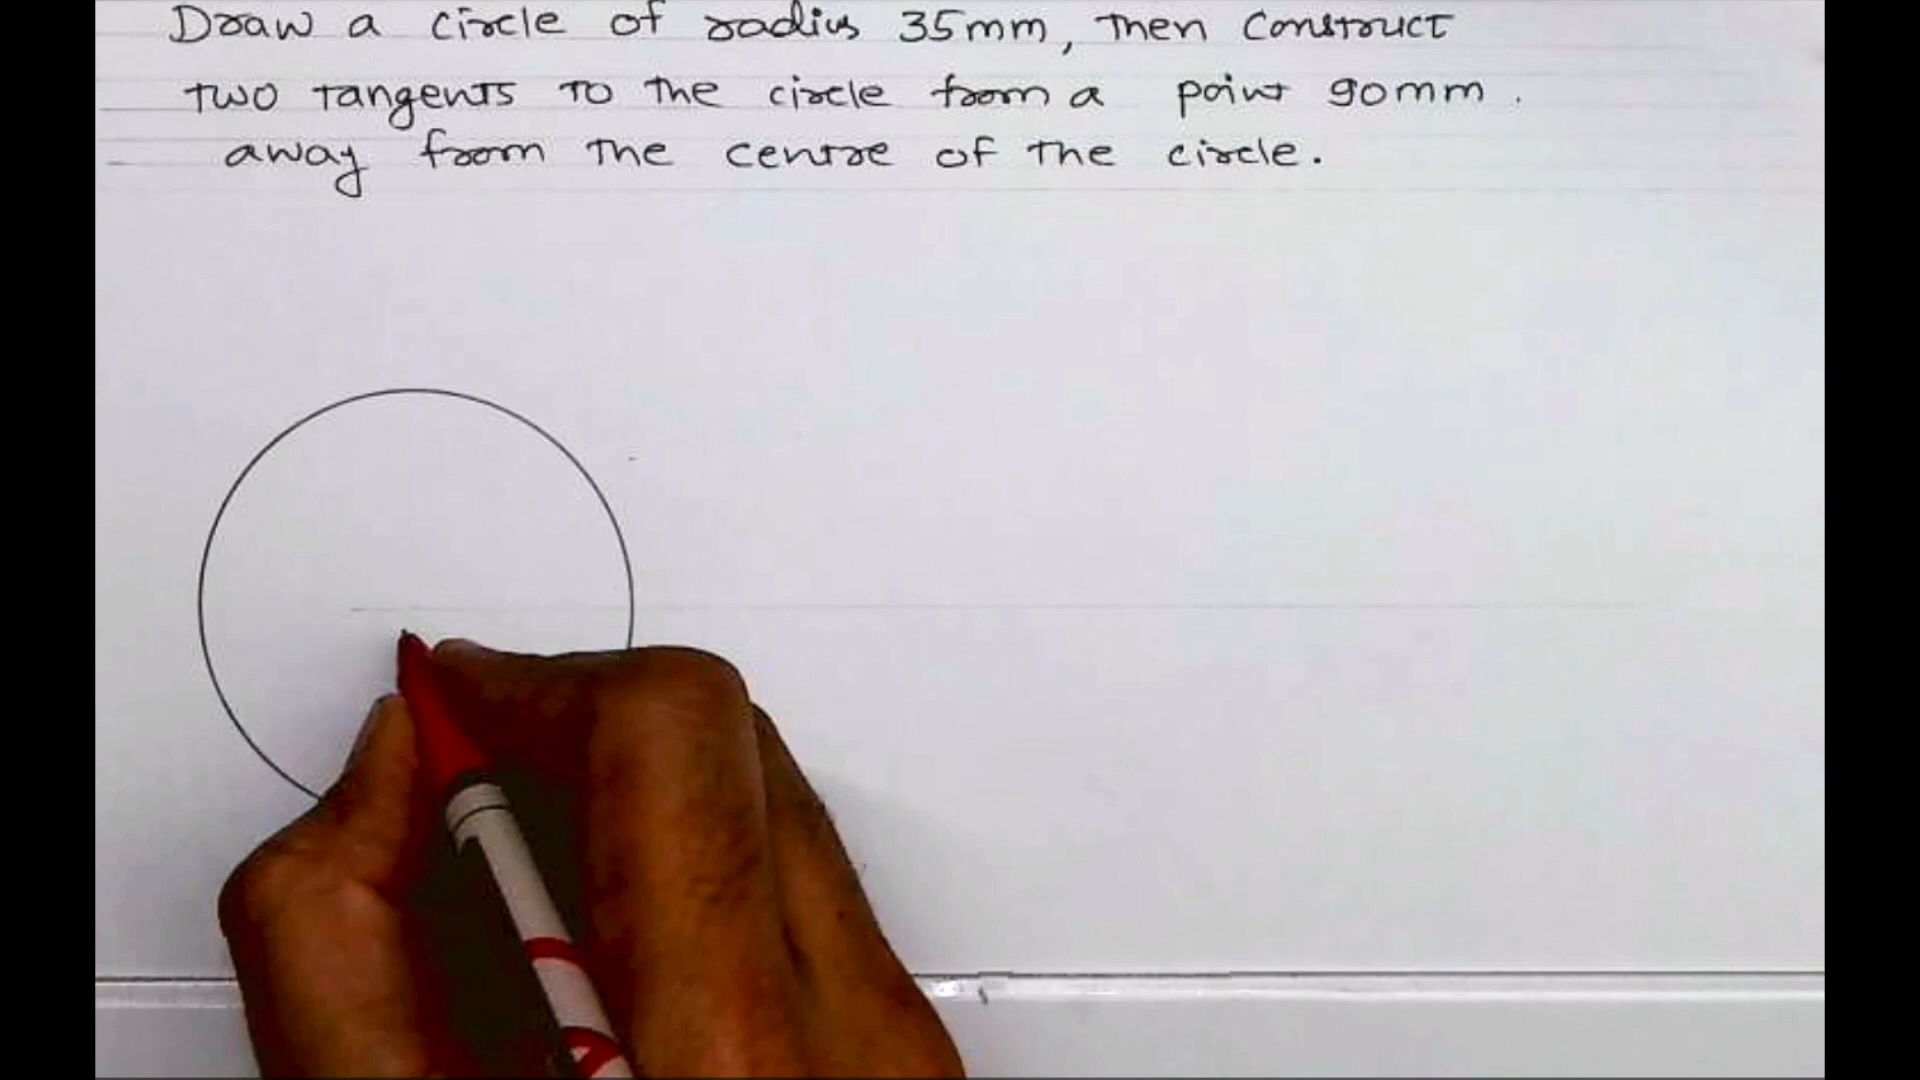 Draw a circle of radius 35mm, Then construct
two tangents to the circle from a point 90mm.
away from the centre of the circle.